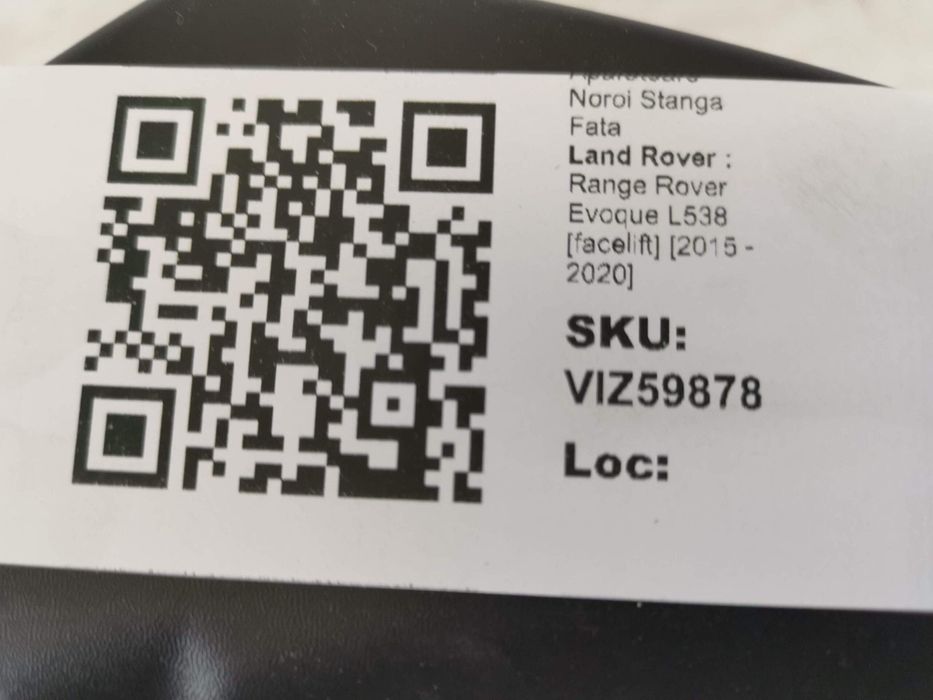 Noroi Stanga
Fata
Land Rover :
Range Rover
Evoque L538
[facelift] [2015 -
2020]
SKU:
VIZ59878
Loc: